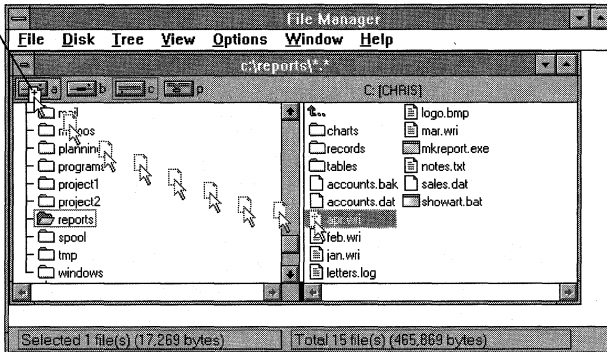 File Manager
File Disk Tree View Options Window Help
c:\reports\*.*
a b c p C: [CHRIS]
mail
planning
programs
project1
project2
reports
spool
tmp
windows
charts
records
tables
accounts.bak
accounts.dat
feb.wri
jan.wri
letters.log
logo.bmp
mar.wri
mkreport.exe
notes.txt
sales.dat
showart.bat
Selected 1 file(s) (17,269 bytes) Total 15 file(s) (465,869 bytes)